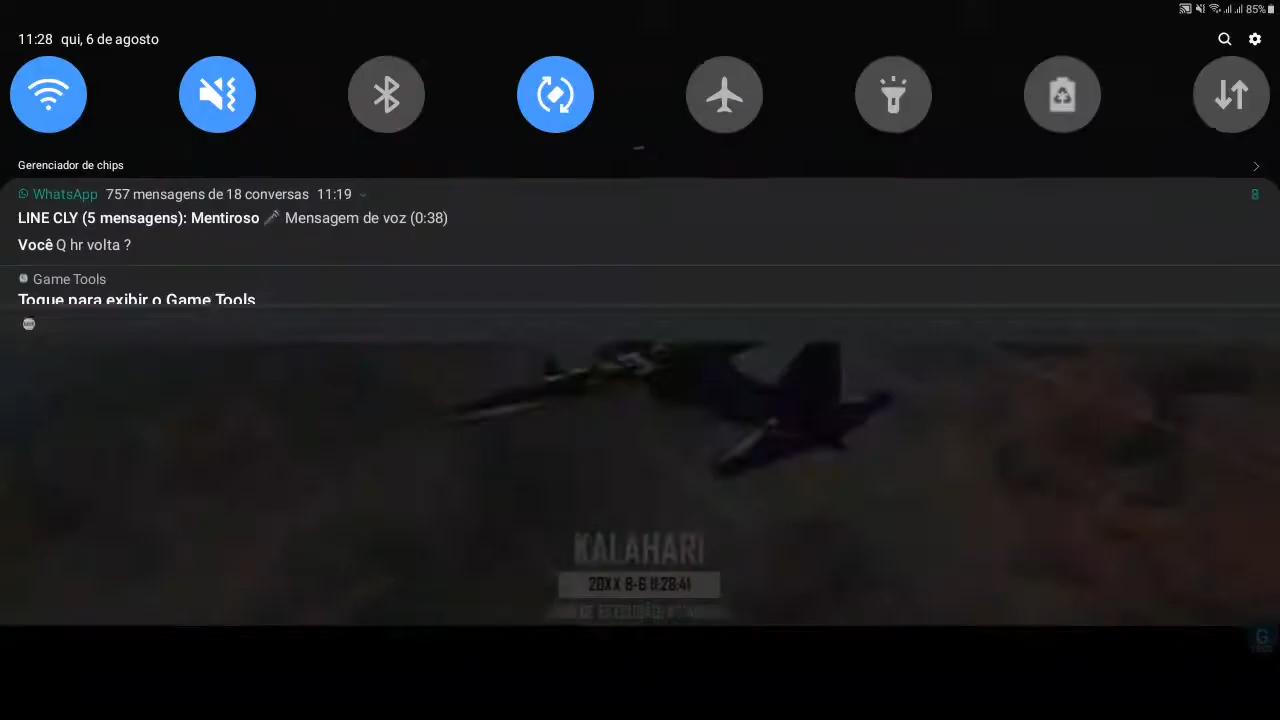 85%
11:28 qui, 6 de agosto
Gerenciador de chips
WhatsApp 757 mensagens de 18 conversas 11:19
8
LINE CLY (5 mensagens): Mentiroso 🎤 Mensagem de voz (0:38)
Você Q hr volta ?
Game Tools
Toque para exibir o Game Tools
KALAHARI
20XX 8-6 11:28:41
G